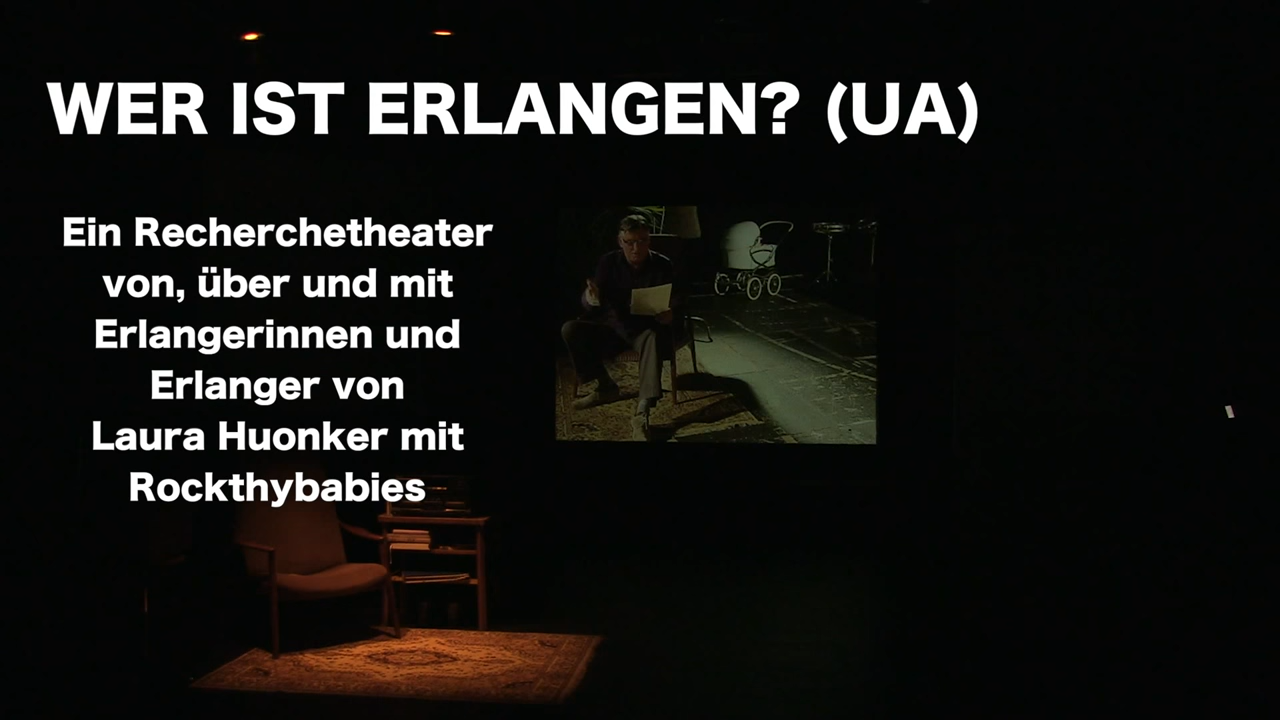 WER IST ERLANGEN? (UA)
Ein Recherchetheater
von, über und mit
Erlangerinnen und
Erlanger von
Laura Huonker mit
Rockthybabies